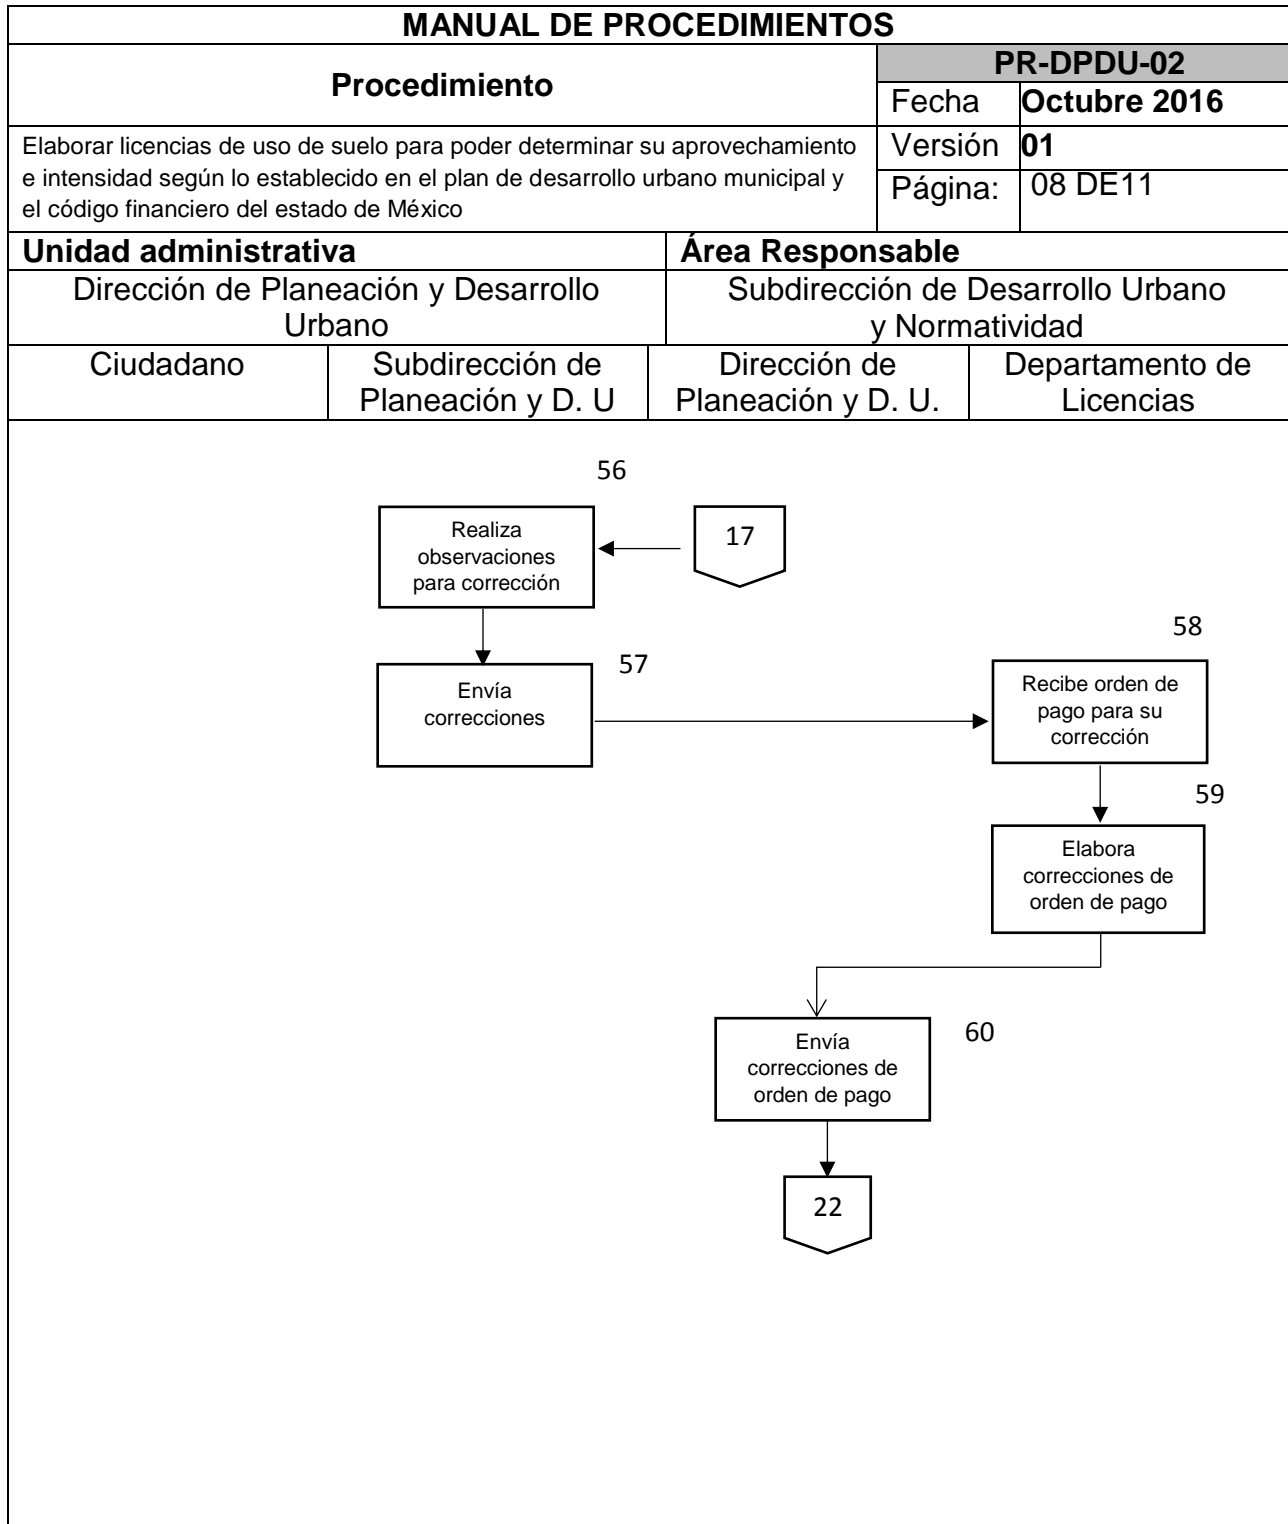 MANUAL DE PROCEDIMIENTOS
Procedimiento
PR-DPDU-02
Fecha
Octubre 2016
Elaborar licencias de uso de suelo para poder determinar su aprovechamiento
e intensidad según lo establecido en el plan de desarrollo urbano municipal y
el código financiero del estado de México
Versión
01
Página:
08 DE11
Unidad administrativa
Área Responsable
Dirección de Planeación y Desarrollo
Urbano
Subdirección de Desarrollo Urbano
y Normatividad
Ciudadano
Subdirección de
Planeación y D. U
Dirección de
Planeación y D. U.
Departamento de
Licencias
56
Realiza
observaciones
para corrección
17
57
Envía
correcciones
58
Recibe orden de
pago para su
corrección
59
Elabora
correcciones de
orden de pago
60
Envía
correcciones de
orden de pago
22